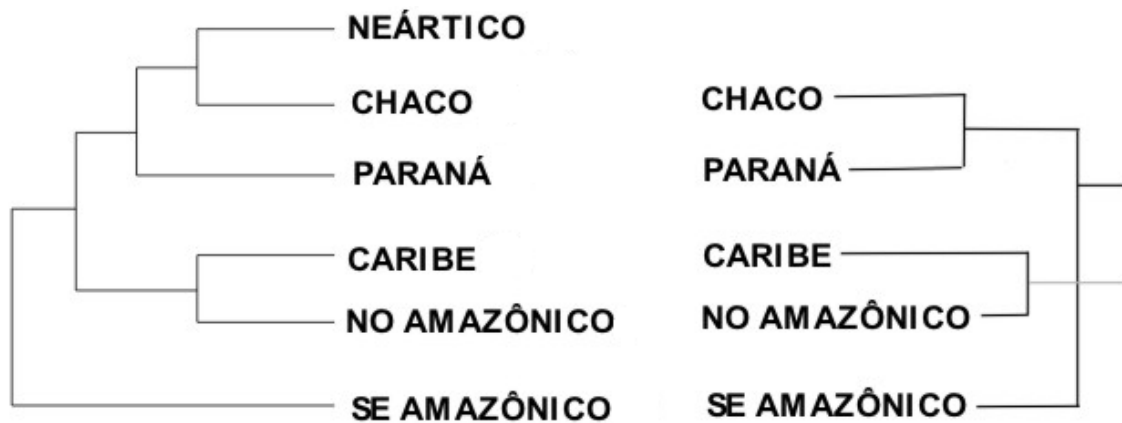 NEÁRTICO
CHACO
PARANÁ
CARIBE
NO AMAZÔNICO
SE AMAZÔNICO
CHACO
PARANÁ
CARIBE
NO AMAZÔNICO
SE AMAZÔNICO